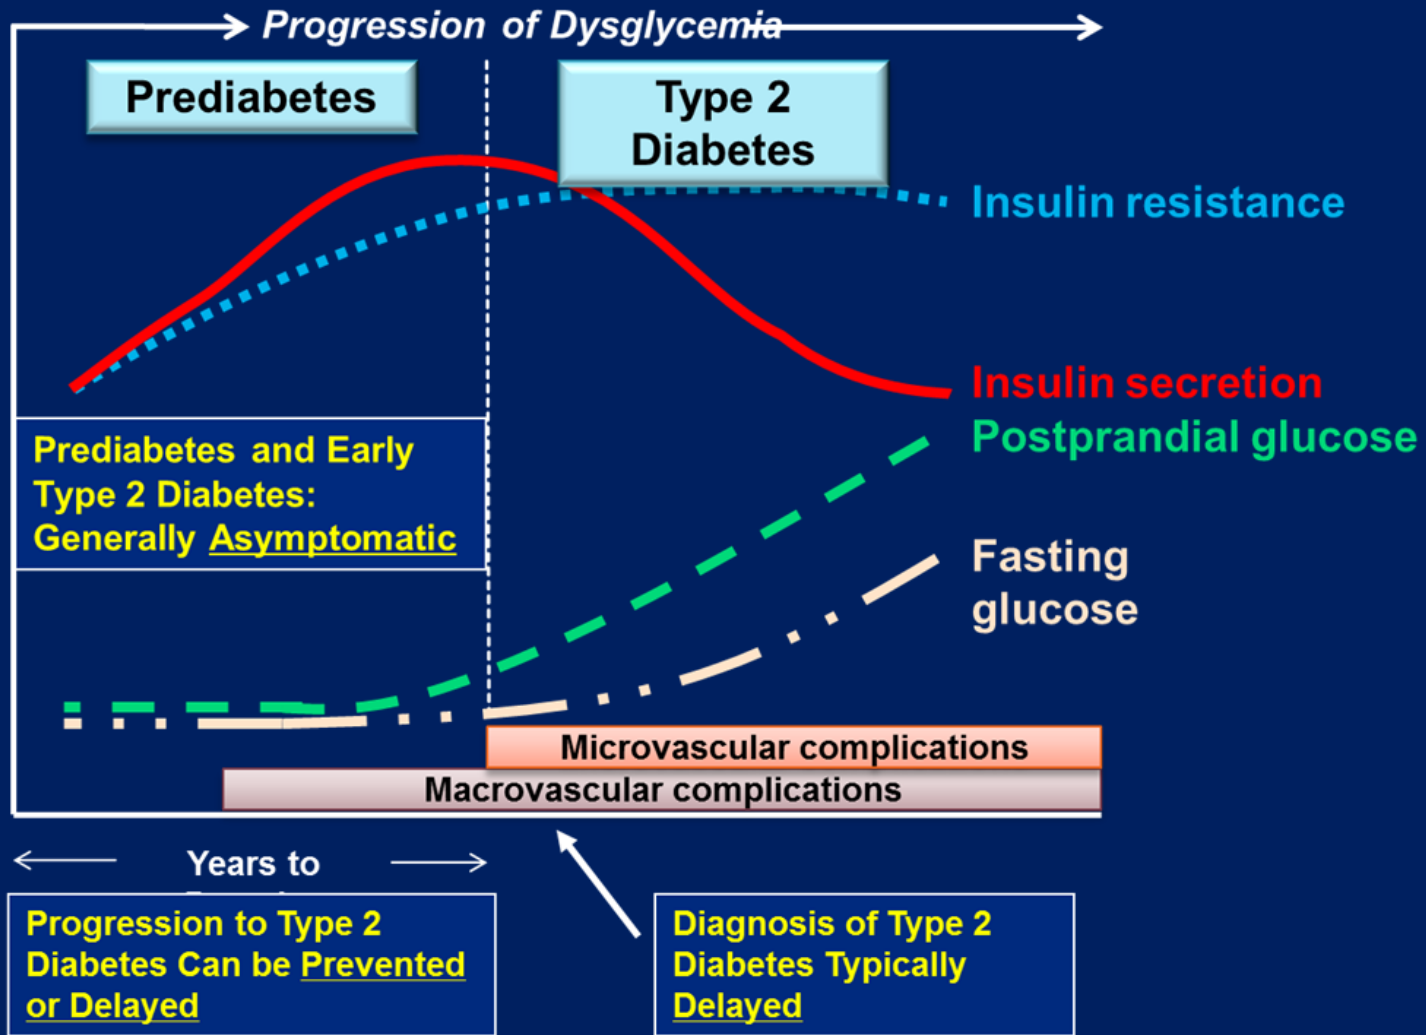 Progression of Dysglycemia
Prediabetes
Type 2
Diabetes
Insulin resistance
Insulin secretion
Postprandial glucose
Prediabetes and Early
Type 2 Diabetes:
Generally Asymptomatic
Fasting
glucose
Microvascular complications
Macrovascular complications
Years to
Progression to Type 2
Diabetes Can be Prevented
or Delayed
Diagnosis of Type 2
Diabetes Typically
Delayed